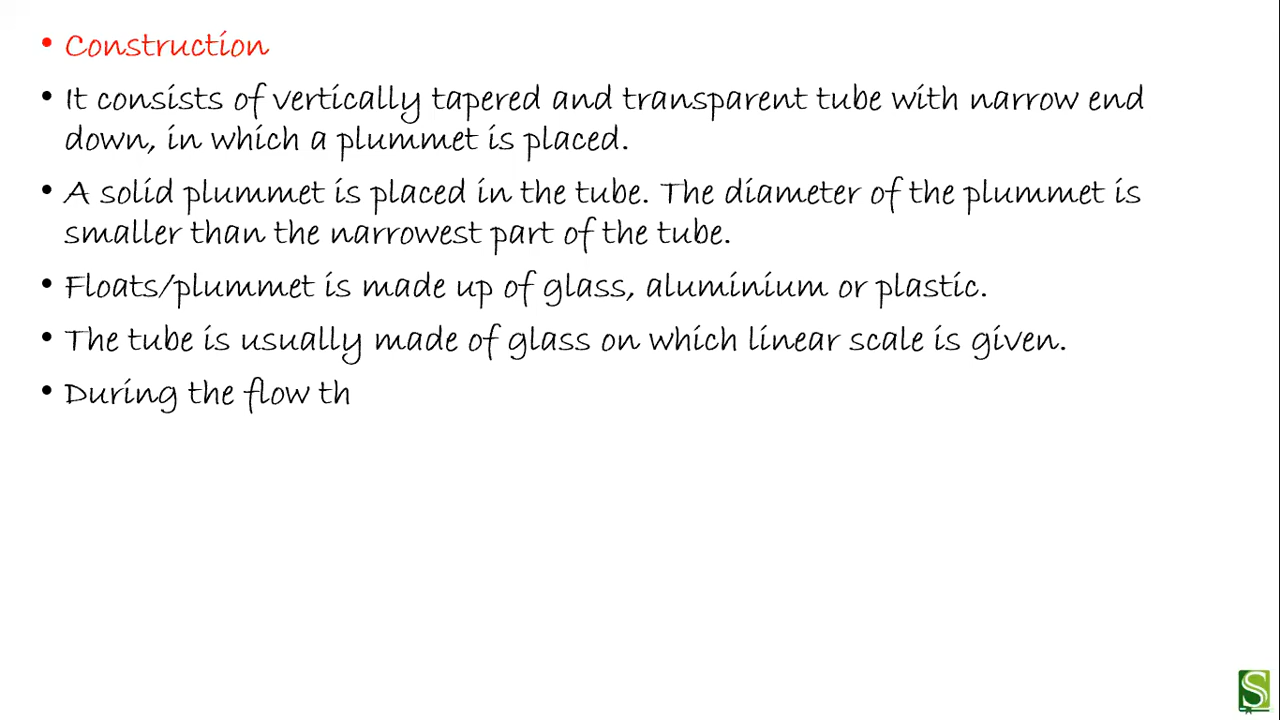 • Construction
• It consists of vertically tapered and transparent tube with narrow end
down, in which a plummet is placed.
• A solid plummet is placed in the tube. The diameter of the plummet is
smaller than the narrowest part of the tube.
• Floats/plummet is made up of glass, aluminium or plastic.
• The tube is usually made of glass on which linear scale is given.
• During the flow th
S